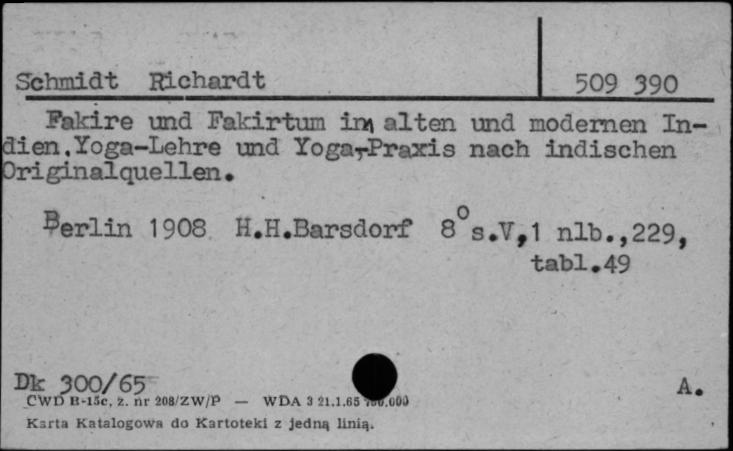 Schmidt Richardt 509 390
Fakire und Fakirtum im alten und modernen In-
dien.Yoga-Lehre und Yoga-Praxis nach indischen
Originalquellen.
Berlin 1908 H.H.Barsdorf 8° s.V,1 nlb.,229,
tabl.49
Dk 300/65 A.
CWD B-15c, z. nr 208/ZW/P — WDA 3 21.1.65
Karta Katalogowa do Kartoteki z jedną linią.